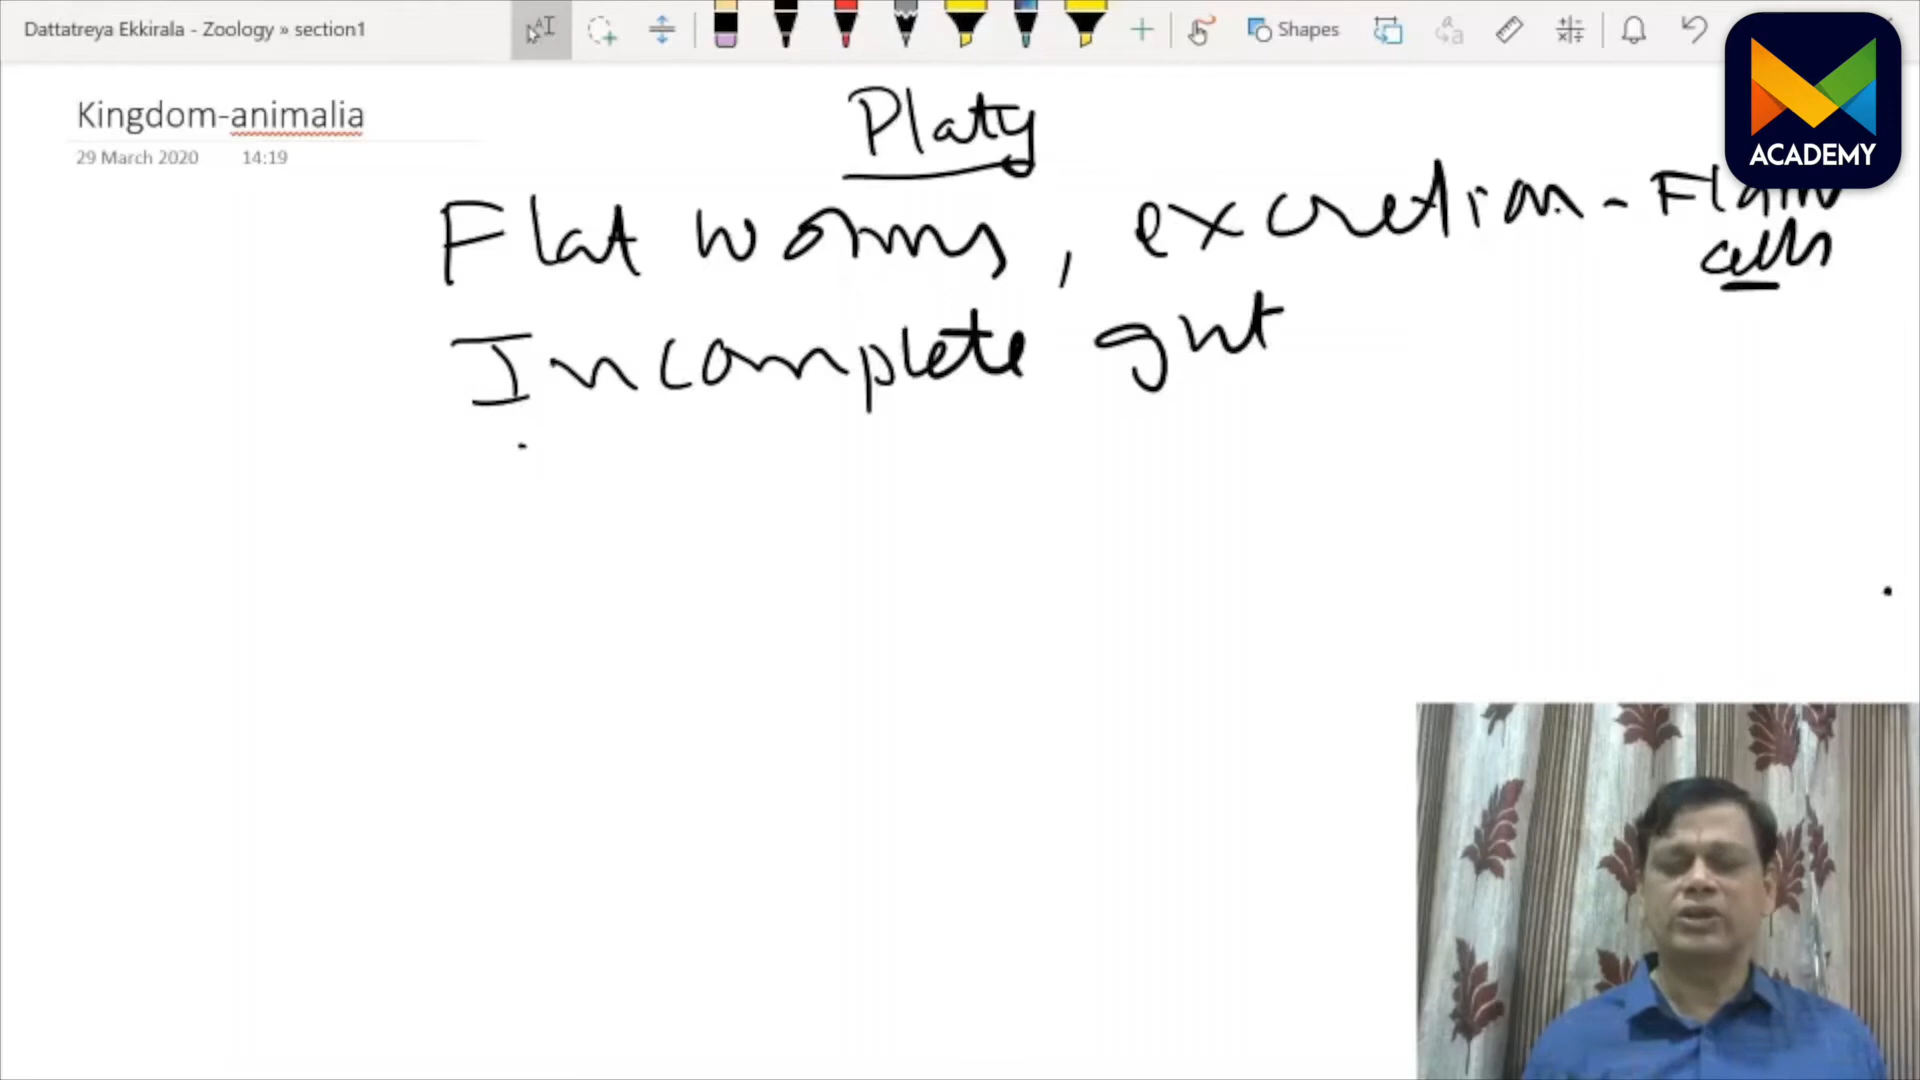 Dattatreya Ekkirala - Zoology » section1
Shapes
ACADEMY
Kingdom-animalia
29 March 2020 14:19
Platy
Flat worms, excretion - Flame
cells
Incomplete gut